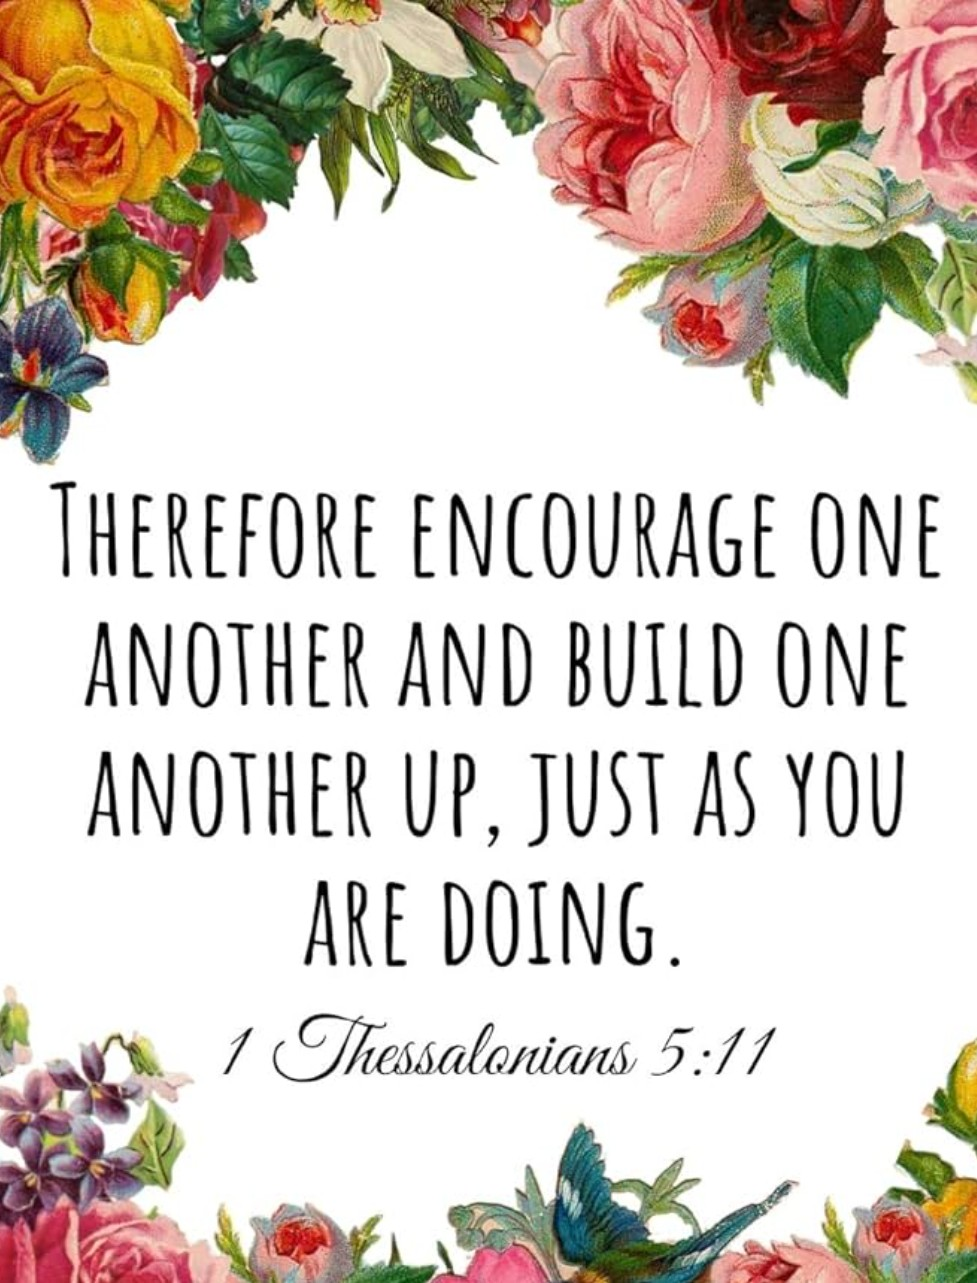 Therefore encourage one
another and build one
another up, just as you
are doing.
1 Thessalonians 5:11